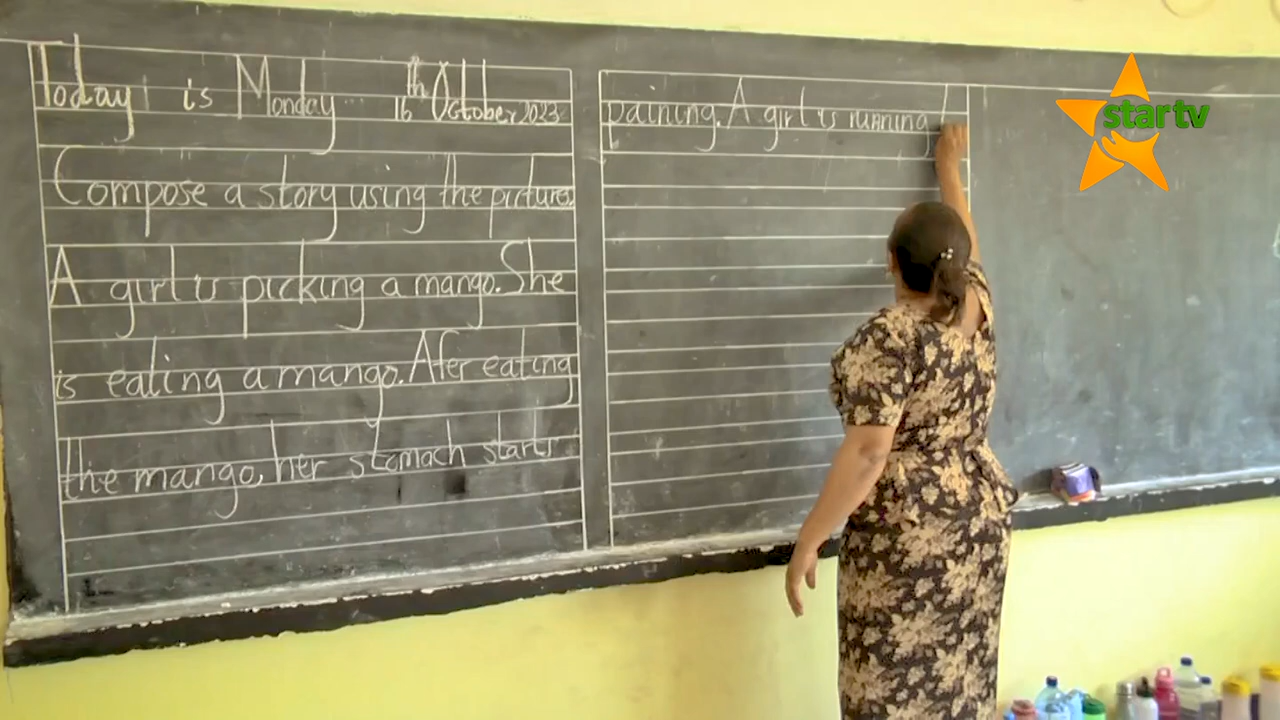 Today is Monday 16th October 2023
Compose a story using the pictures.
A girl is picking a mango. She
is eating a mango. Afer eating
the mango, her stomach starts
paining. A girl is running
startv